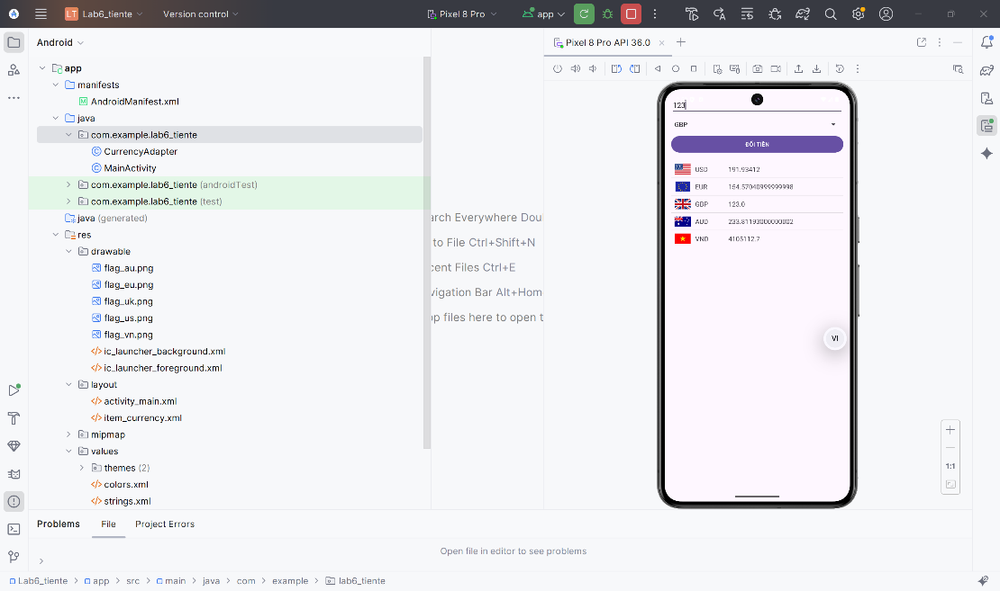 LT Lab6_tiente Version control Pixel 8 Pro app
Android
app
manifests
AndroidManifest.xml
java
com.example.lab6_tiente
CurrencyAdapter
MainActivity
com.example.lab6_tiente (androidTest)
com.example.lab6_tiente (test)
java (generated)
res
drawable
flag_au.png
flag_eu.png
flag_uk.png
flag_us.png
flag_vn.png
ic_launcher_background.xml
ic_launcher_foreground.xml
layout
activity_main.xml
item_currency.xml
mipmap
values
themes (2)
colors.xml
strings.xml
arch Everywhere Dou
to File Ctrl+Shift+N
cent Files Ctrl+E
vigation Bar Alt+Hom
op files here to open t
Pixel 8 Pro API 36.0
123
GBP
ĐỔI TIỀN
USD 191.93412
EUR 154.57040999999998
GBP 123.0
AUD 233.81193000000002
VND 4105112.7
VI
1:1
Problems File Project Errors
Open file in editor to see problems
Lab6_tiente > app > src > main > java > com > example > lab6_tiente